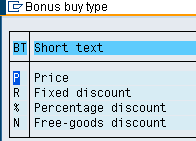 Bonus buy type
BT Short text
P Price
R Fixed discount
% Percentage discount
N Free-goods discount